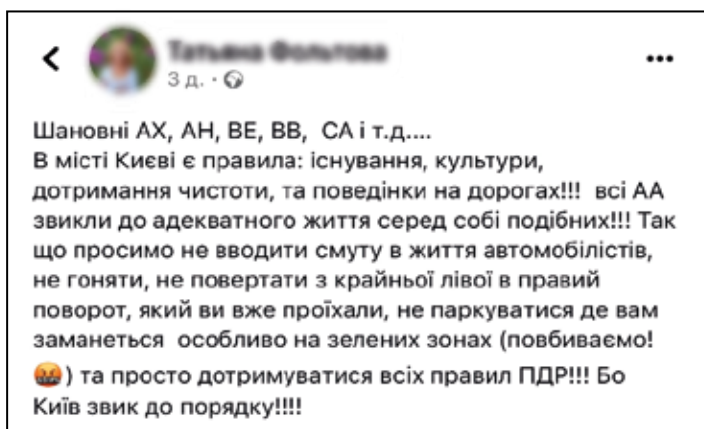 3 д.
Шановні АХ, АН, ВЕ, ВВ,  СА і т.д....
В місті Києві є правила: існування, культури,
дотримання чистоти, та поведінки на дорогах!!!  всі АА
звикли до адекватного життя серед собі подібних!!! Так
що просимо не вводити смуту в життя автомобілістів,
не гоняти, не повертати з крайньої лівої в правий
поворот, який ви вже проїхали, не паркуватися де вам
заманеться  особливо на зелених зонах (повбиваємо!
🤬) та просто дотримуватися всіх правил ПДР!!! Бо
Київ звик до порядку!!!!